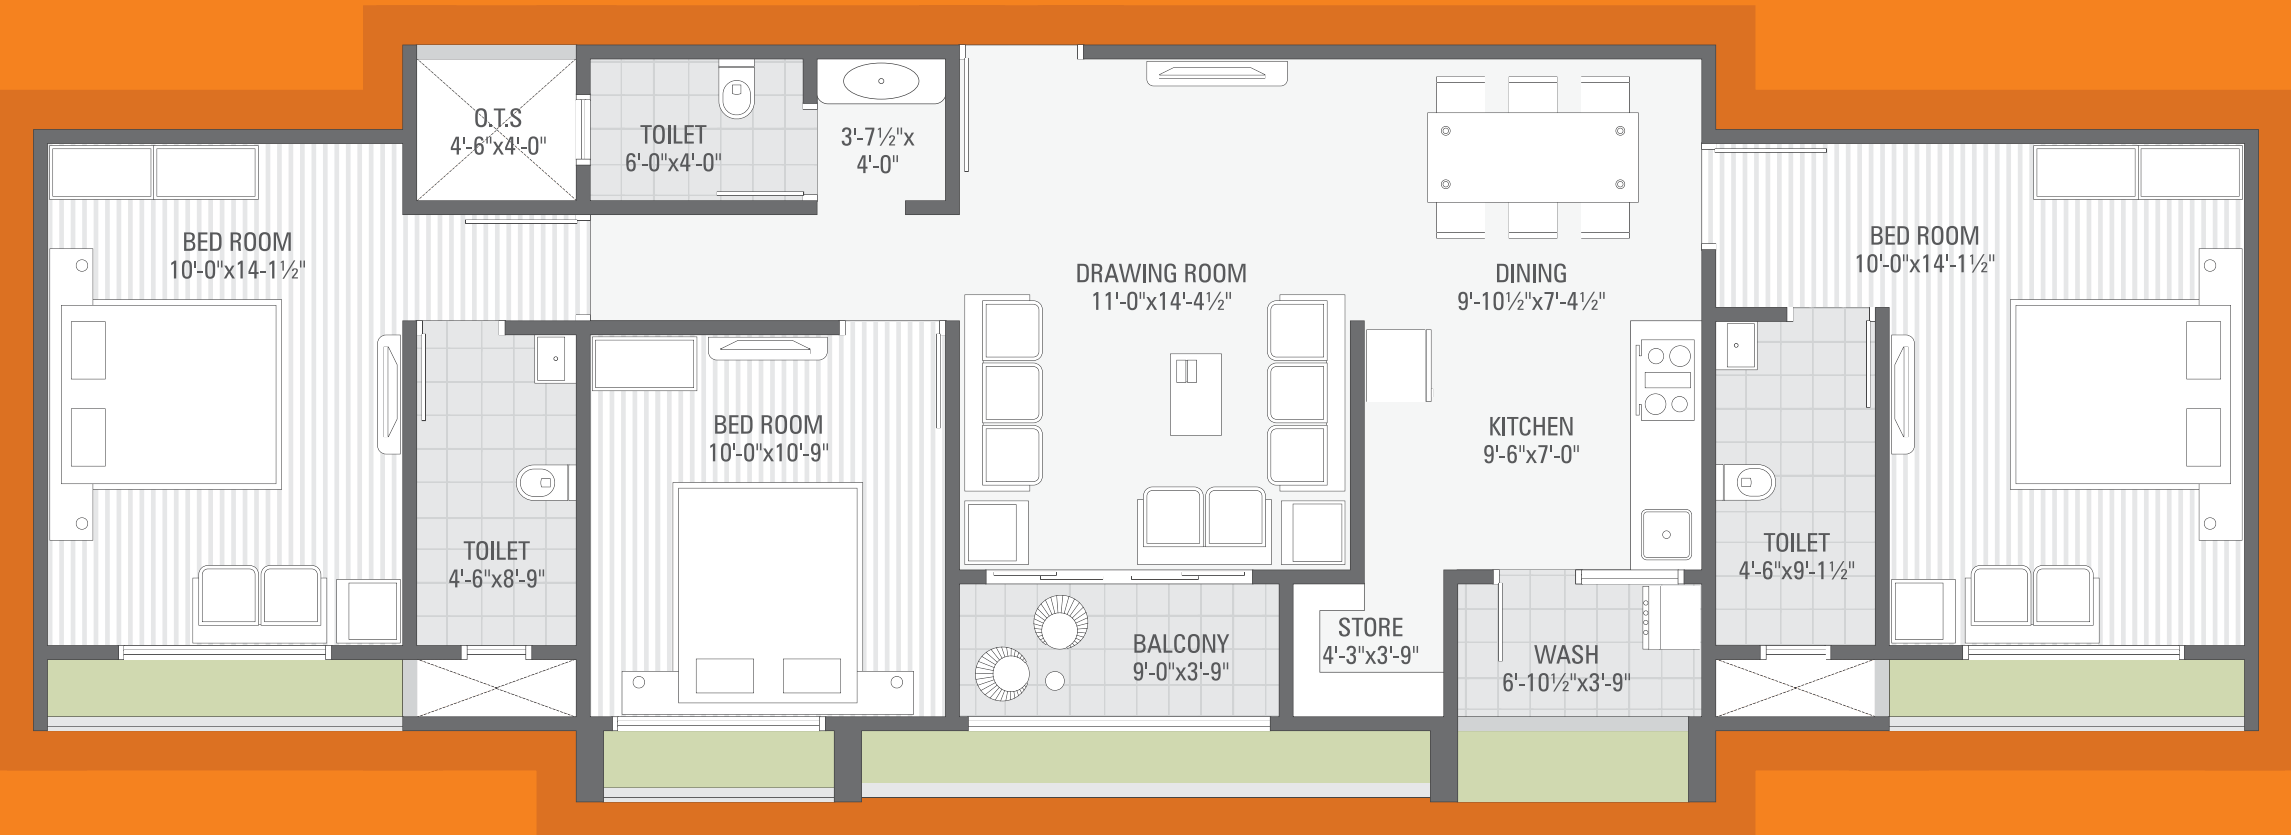 O.T.S
4'-6"x4'-0"
TOILET
6'-0"x4'-0"
3'-7½"x
4'-0"
BED ROOM
10'-0"x14-1½"
DRAWING ROOM
11'-0"x14'-4½"
DINING
9'-10½"x7'-4½"
BED ROOM
10'-0"x14'-1½"
BED ROOM
10'-0"x10'-9"
KITCHEN
9'-6"x7'-0"
TOILET
4'-6"x8'-9"
TOILET
4'-6"x9'-1½"
BALCONY
9'-0"x3'-9"
STORE
4'-3"x3'-9"
WASH
6'-10½"x3'-9"